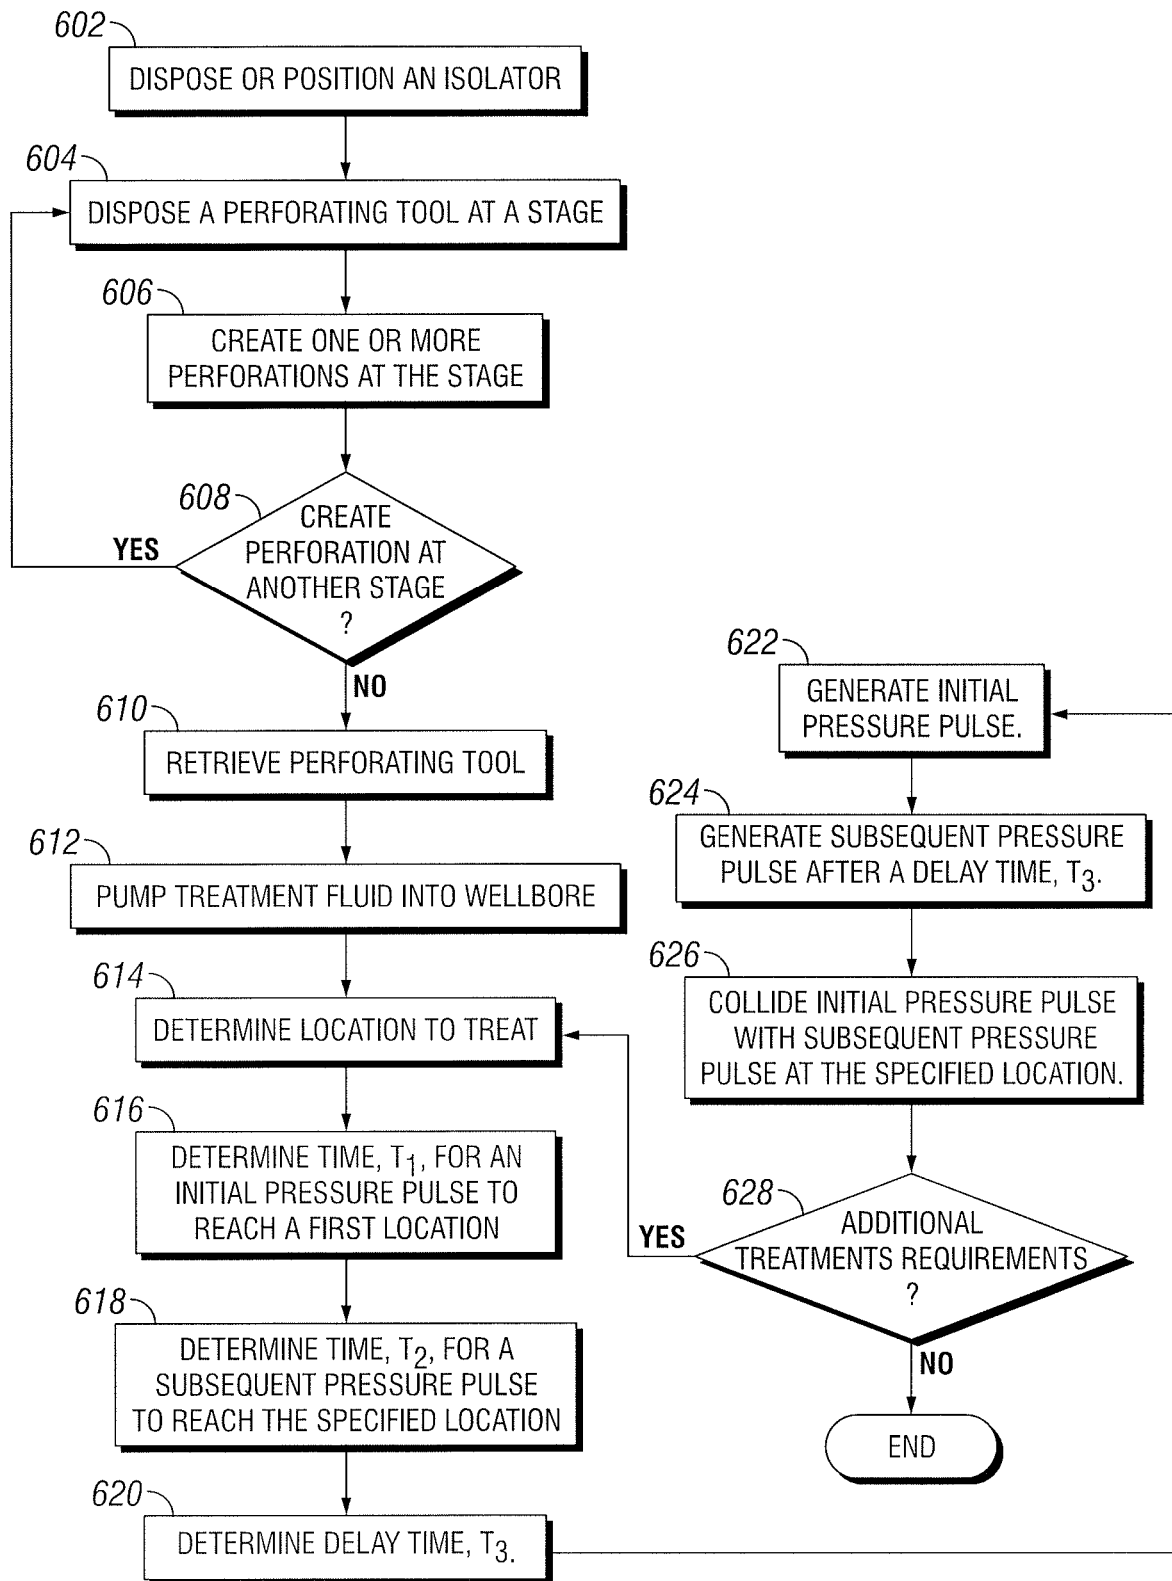 602
DISPOSE OR POSITION AN ISOLATOR
604
DISPOSE A PERFORATING TOOL AT A STAGE
606
CREATE ONE OR MORE
PERFORATIONS AT THE STAGE
608
CREATE
PERFORATION AT
ANOTHER STAGE
?
YES
NO
610
RETRIEVE PERFORATING TOOL
612
PUMP TREATMENT FLUID INTO WELLBORE
614
DETERMINE LOCATION TO TREAT
616
DETERMINE TIME, T1, FOR AN
INITIAL PRESSURE PULSE TO
REACH A FIRST LOCATION
618
DETERMINE TIME, T2, FOR A
SUBSEQUENT PRESSURE PULSE
TO REACH THE SPECIFIED LOCATION
620
DETERMINE DELAY TIME, T3.
622
GENERATE INITIAL
PRESSURE PULSE.
624
GENERATE SUBSEQUENT PRESSURE
PULSE AFTER A DELAY TIME, T3.
626
COLLIDE INITIAL PRESSURE PULSE
WITH SUBSEQUENT PRESSURE
PULSE AT THE SPECIFIED LOCATION.
628
ADDITIONAL
TREATMENTS REQUIREMENTS
?
YES
NO
END